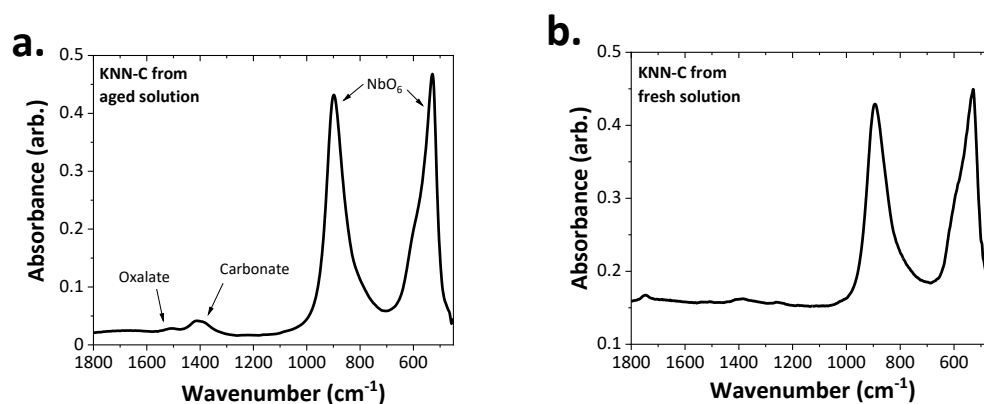 a.
KNN-C from
aged solution
NbO₆
Oxalate
Carbonate
0.5
0.4
0.3
0.2
0.1
0
1800 1600 1400 1200 1000 800 600
Absorbance (arb.)
Wavenumber (cm⁻¹)
b.
KNN-C from
fresh solution
0.5
0.4
0.3
0.2
0.1
1800 1600 1400 1200 1000 800 600
Absorbance (arb.)
Wavenumber (cm⁻¹)